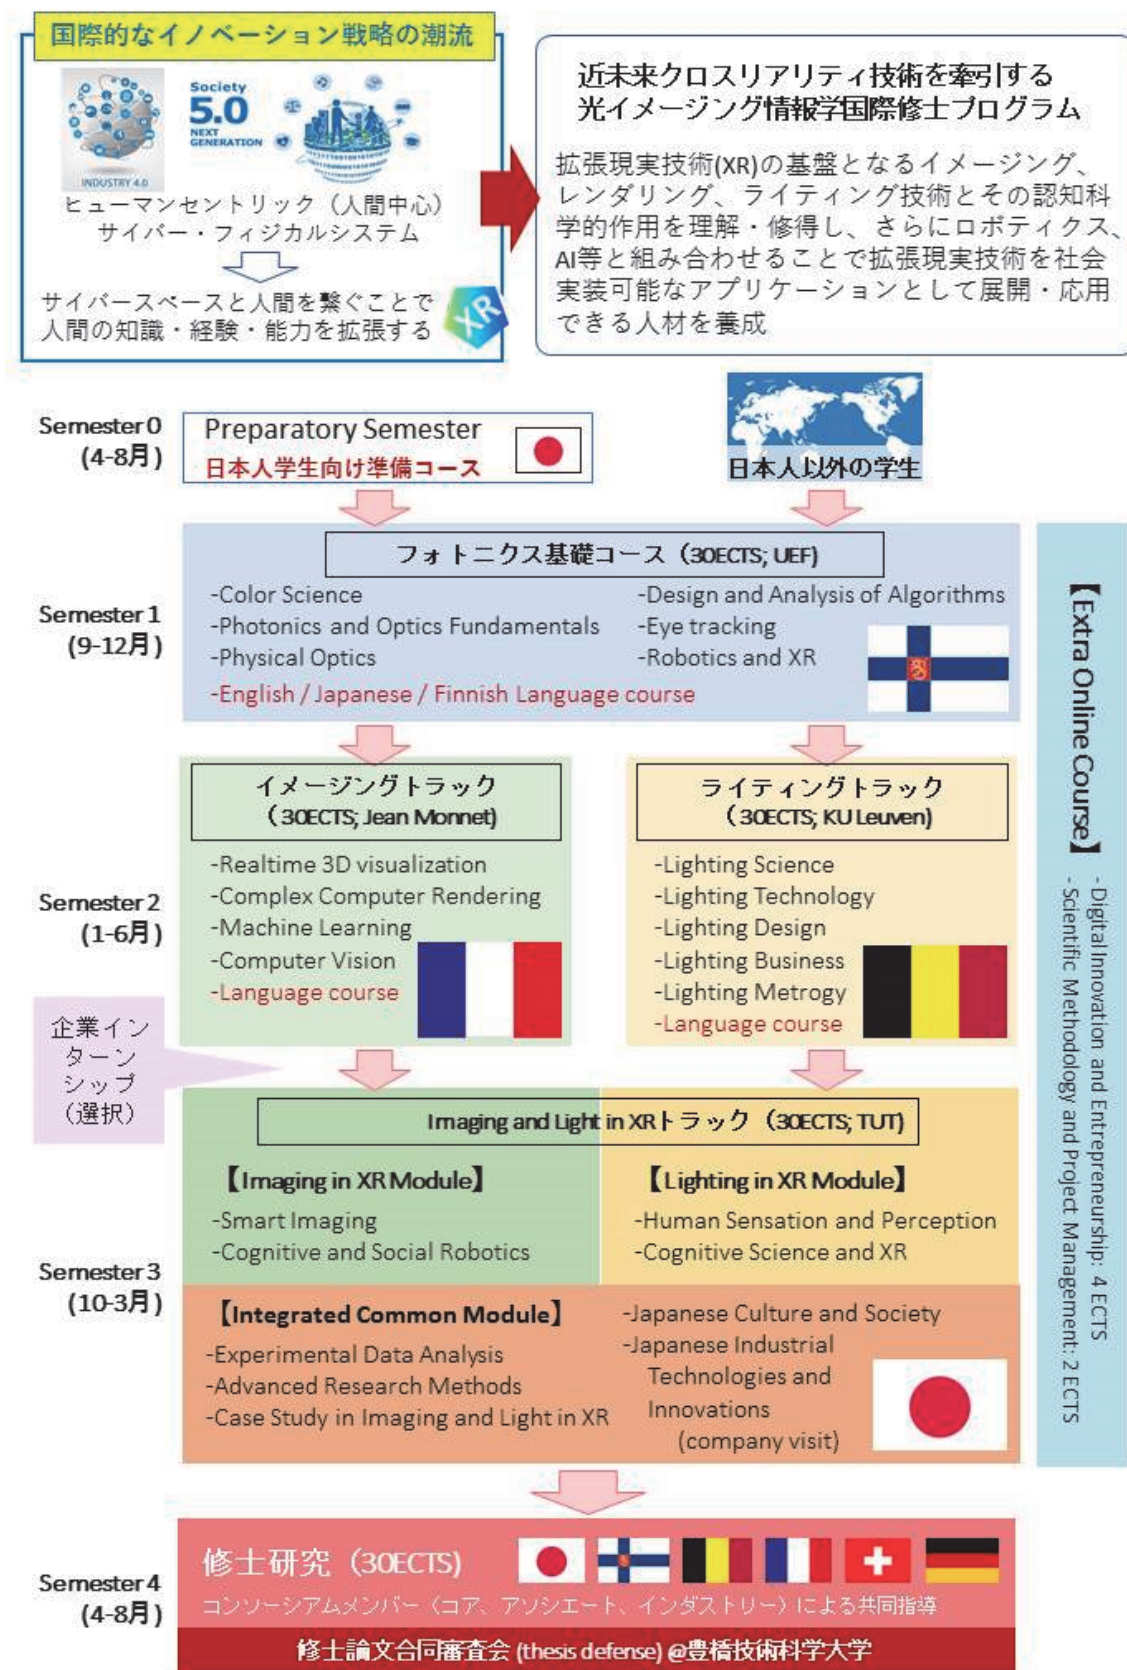 国際的なイノベーション戦略の潮流
INDUSTRY 4.0
Society
5.0
NEXT
GENERATION
ヒューマンセントリック（人間中心）
サイバー・フィジカルシステム
サイバースペースと人間を繋ぐことで
人間の知識・経験・能力を拡張する
XR
近未来クロスリアリティ技術を牽引する
光イメージング情報学国際修士プログラム
拡張現実技術(XR)の基盤となるイメージング、
レンダリング、ライティング技術とその認知科
学的作用を理解・修得し、さらにロボティクス、
AI等と組み合わせることで拡張現実技術を社会
実装可能なアプリケーションとして展開・応用
できる人材を養成
Semester 0
(4-8月)
Preparatory Semester
日本人学生向け準備コース
日本人以外の学生
Semester 1
(9-12月)
フォトニクス基礎コース（30ECTS; UEF)
-Color Science
-Photonics and Optics Fundamentals
-Physical Optics
-English / Japanese / Finnish Language course
-Design and Analysis of Algorithms
-Eye tracking
-Robotics and XR
Semester 2
(1-6月)
イメージングトラック
（30ECTS; Jean Monnet)
-Realtime 3D visualization
-Complex Computer Rendering
-Machine Learning
-Computer Vision
-Language course
ライティングトラック
（30ECTS; KU Leuven)
-Lighting Science
-Lighting Technology
-Lighting Design
-Lighting Business
-Lighting Metrogy
-Language course
企業イン
ターン
シップ
（選択）
Semester 3
(10-3月)
Imaging and Light in XRトラック（30ECTS; TUT)
【Imaging in XR Module】
-Smart Imaging
-Cognitive and Social Robotics
【Lighting in XR Module】
-Human Sensation and Perception
-Cognitive Science and XR
【Integrated Common Module】
-Experimental Data Analysis
-Advanced Research Methods
-Case Study in Imaging and Light in XR
-Japanese Culture and Society
-Japanese Industrial
Technologies and
Innovations
(company visit)
【Extra Online Course】
- Digital Innovation and Entrepreneurship: 4 ECTS
- Scientific Methodology and Project Management: 2 ECTS
Semester 4
(4-8月)
修士研究（30ECTS)
コンソーシアムメンバー（コア、アソシエート、インダストリー）による共同指導
修士論文合同審査会 (thesis defense) @豊橋技術科学大学